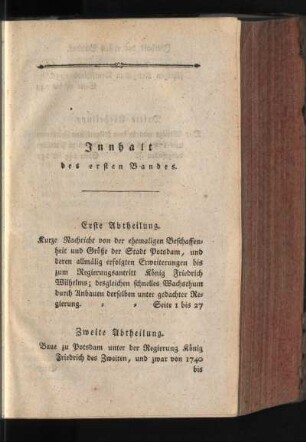 Innhalt
des ersten Bandes.
Erste Abtheilung.
Kurze Nachricht von der ehemaligen Beschaffen-
heit und Größe der Stadt Potsdam, und
deren allmälig erfolgten Erweiterungen bis
zum Regierungsantritt König Friedrich
Wilhelms; desgleichen schnelles Wachsthum
durch Anbauen derselben unter gedachter Re-
gierung. = = Seite 1 bis 27
Zweite Abtheilung.
Baue zu Potsdam unter der Regierung König
Friedrich des Zweiten, und zwar von 1740
bis